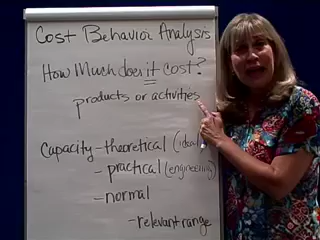 Cost Behavior Analysis
How Much does it cost?
products or activities
Capacity - theoretical (ideal)
- practical (engineering)
- normal
- relevant range